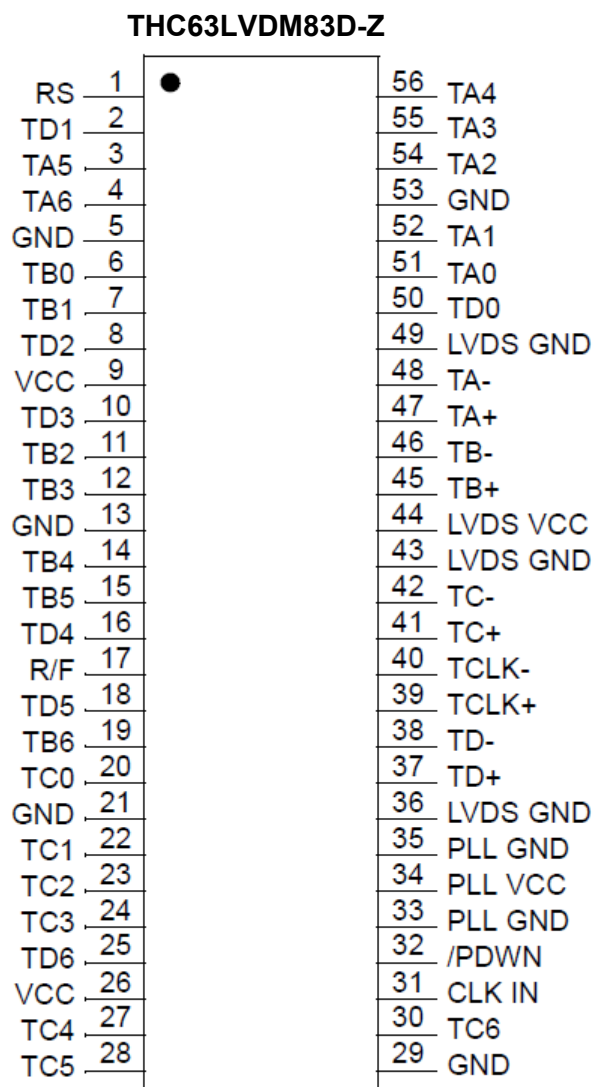 THC63LVDM83D-Z
RS 1 56 TA4
TD1 2 55 TA3
TA5 3 54 TA2
TA6 4 53 GND
GND 5 52 TA1
TB0 6 51 TA0
TB1 7 50 TD0
TD2 8 49 LVDS GND
VCC 9 48 TA-
TD3 10 47 TA+
TB2 11 46 TB-
TB3 12 45 TB+
GND 13 44 LVDS VCC
TB4 14 43 LVDS GND
TB5 15 42 TC-
TD4 16 41 TC+
R/F 17 40 TCLK-
TD5 18 39 TCLK+
TB6 19 38 TD-
TC0 20 37 TD+
GND 21 36 LVDS GND
TC1 22 35 PLL GND
TC2 23 34 PLL VCC
TC3 24 33 PLL GND
TD6 25 32 /PDWN
VCC 26 31 CLK IN
TC4 27 30 TC6
TC5 28 29 GND